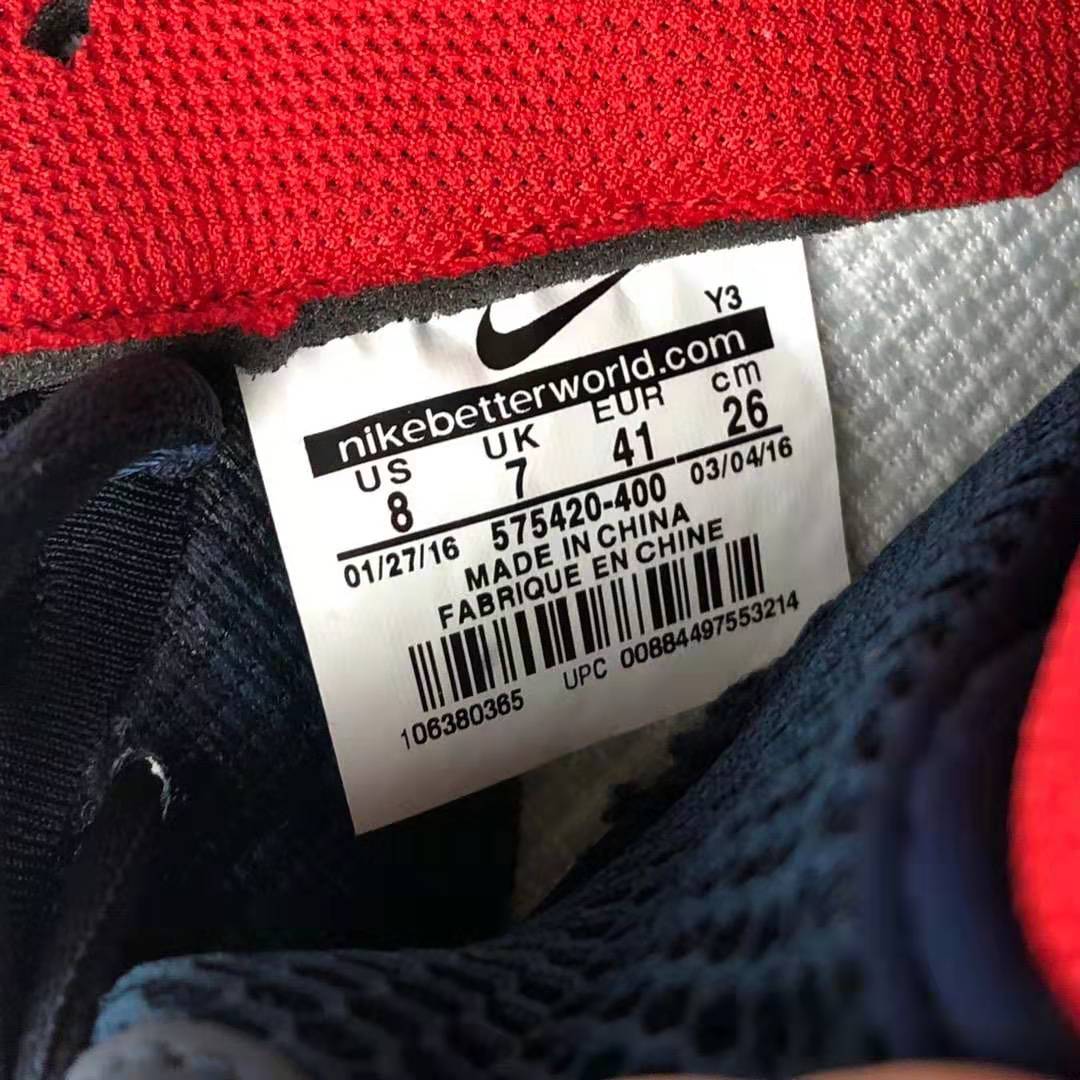 Y3
nikebetterworld.com
US UK EUR cm
8 7 41 26
01/27/16 575420-400 03/04/16
MADE IN CHINA
FABRIQUE EN CHINE
106380365 UPC 00884497553214